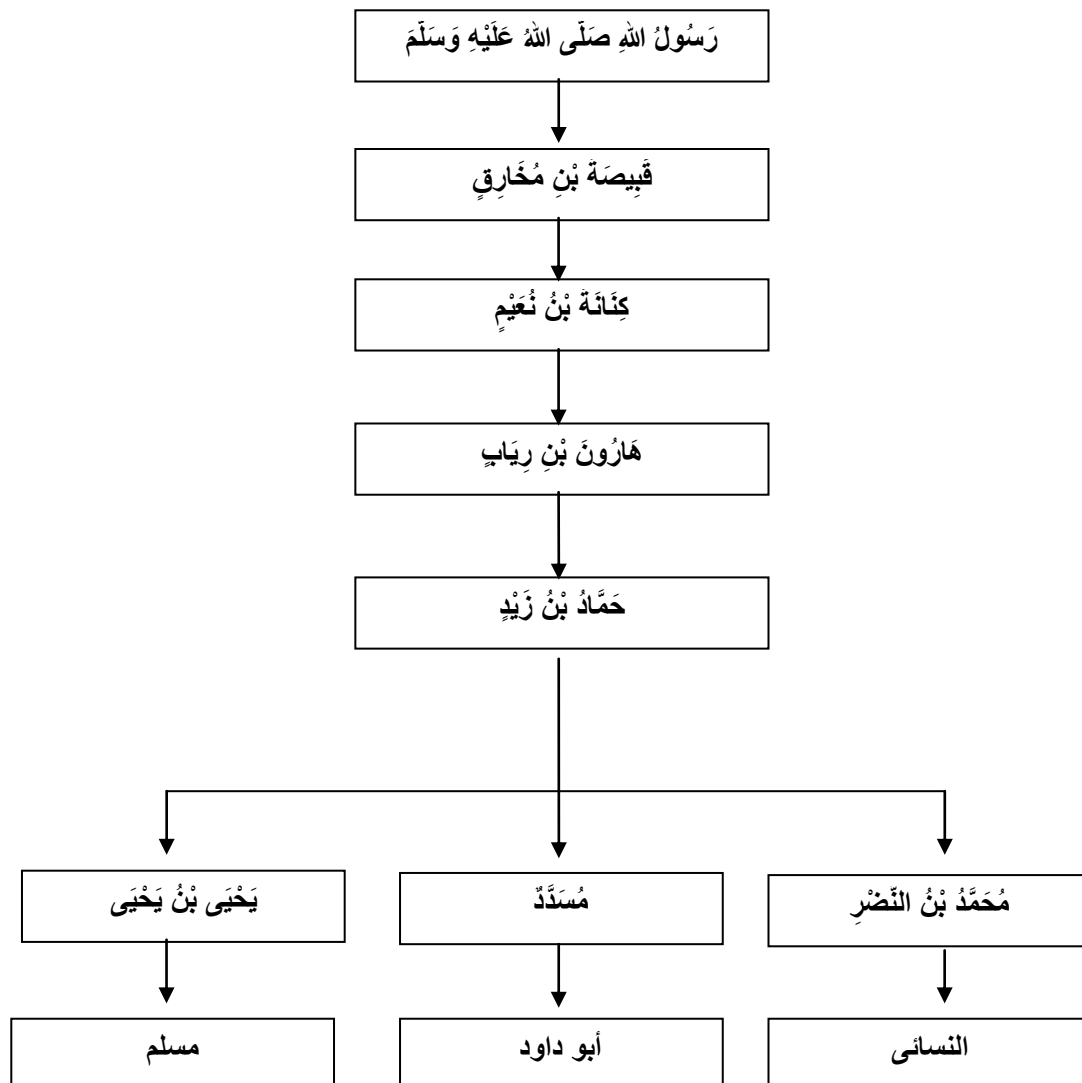 رَسُولُ اللهِ صَلَّى اللهُ عَلَيْهِ وَسَلَّمَ
قَبِيصَةَ بْنِ مُخَارِقٍ
كِنَانَةُ بْنُ نُعَيْمٍ
هَارُونَ بْنِ رِيَابٍ
حَمَّادُ بْنُ زَيْدٍ
مُحَمَّدُ بْنُ النَّضْرِ
مُسَدَّدٌ
يَحْيَى بْنُ يَحْيَى
النسائى
أبو داود
مسلم